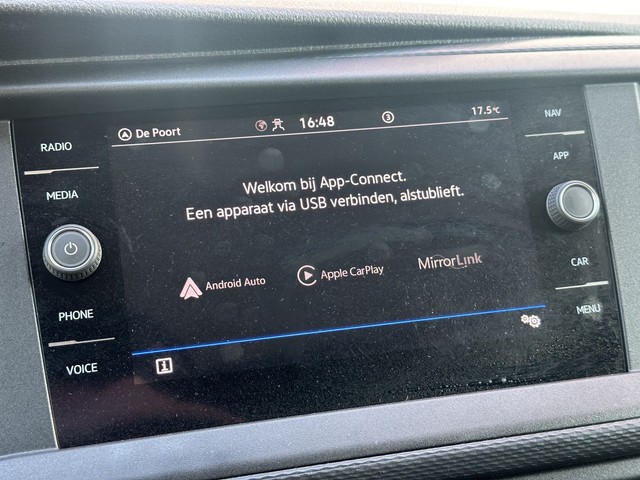 RADIO
MEDIA
PHONE
VOICE
De Poort
16:48
3
17.5°C
Welkom bij App-Connect.
Een apparaat via USB verbinden, alstublieft.
Android Auto
Apple CarPlay
MirrorLink
i
NAV
APP
CAR
MENU